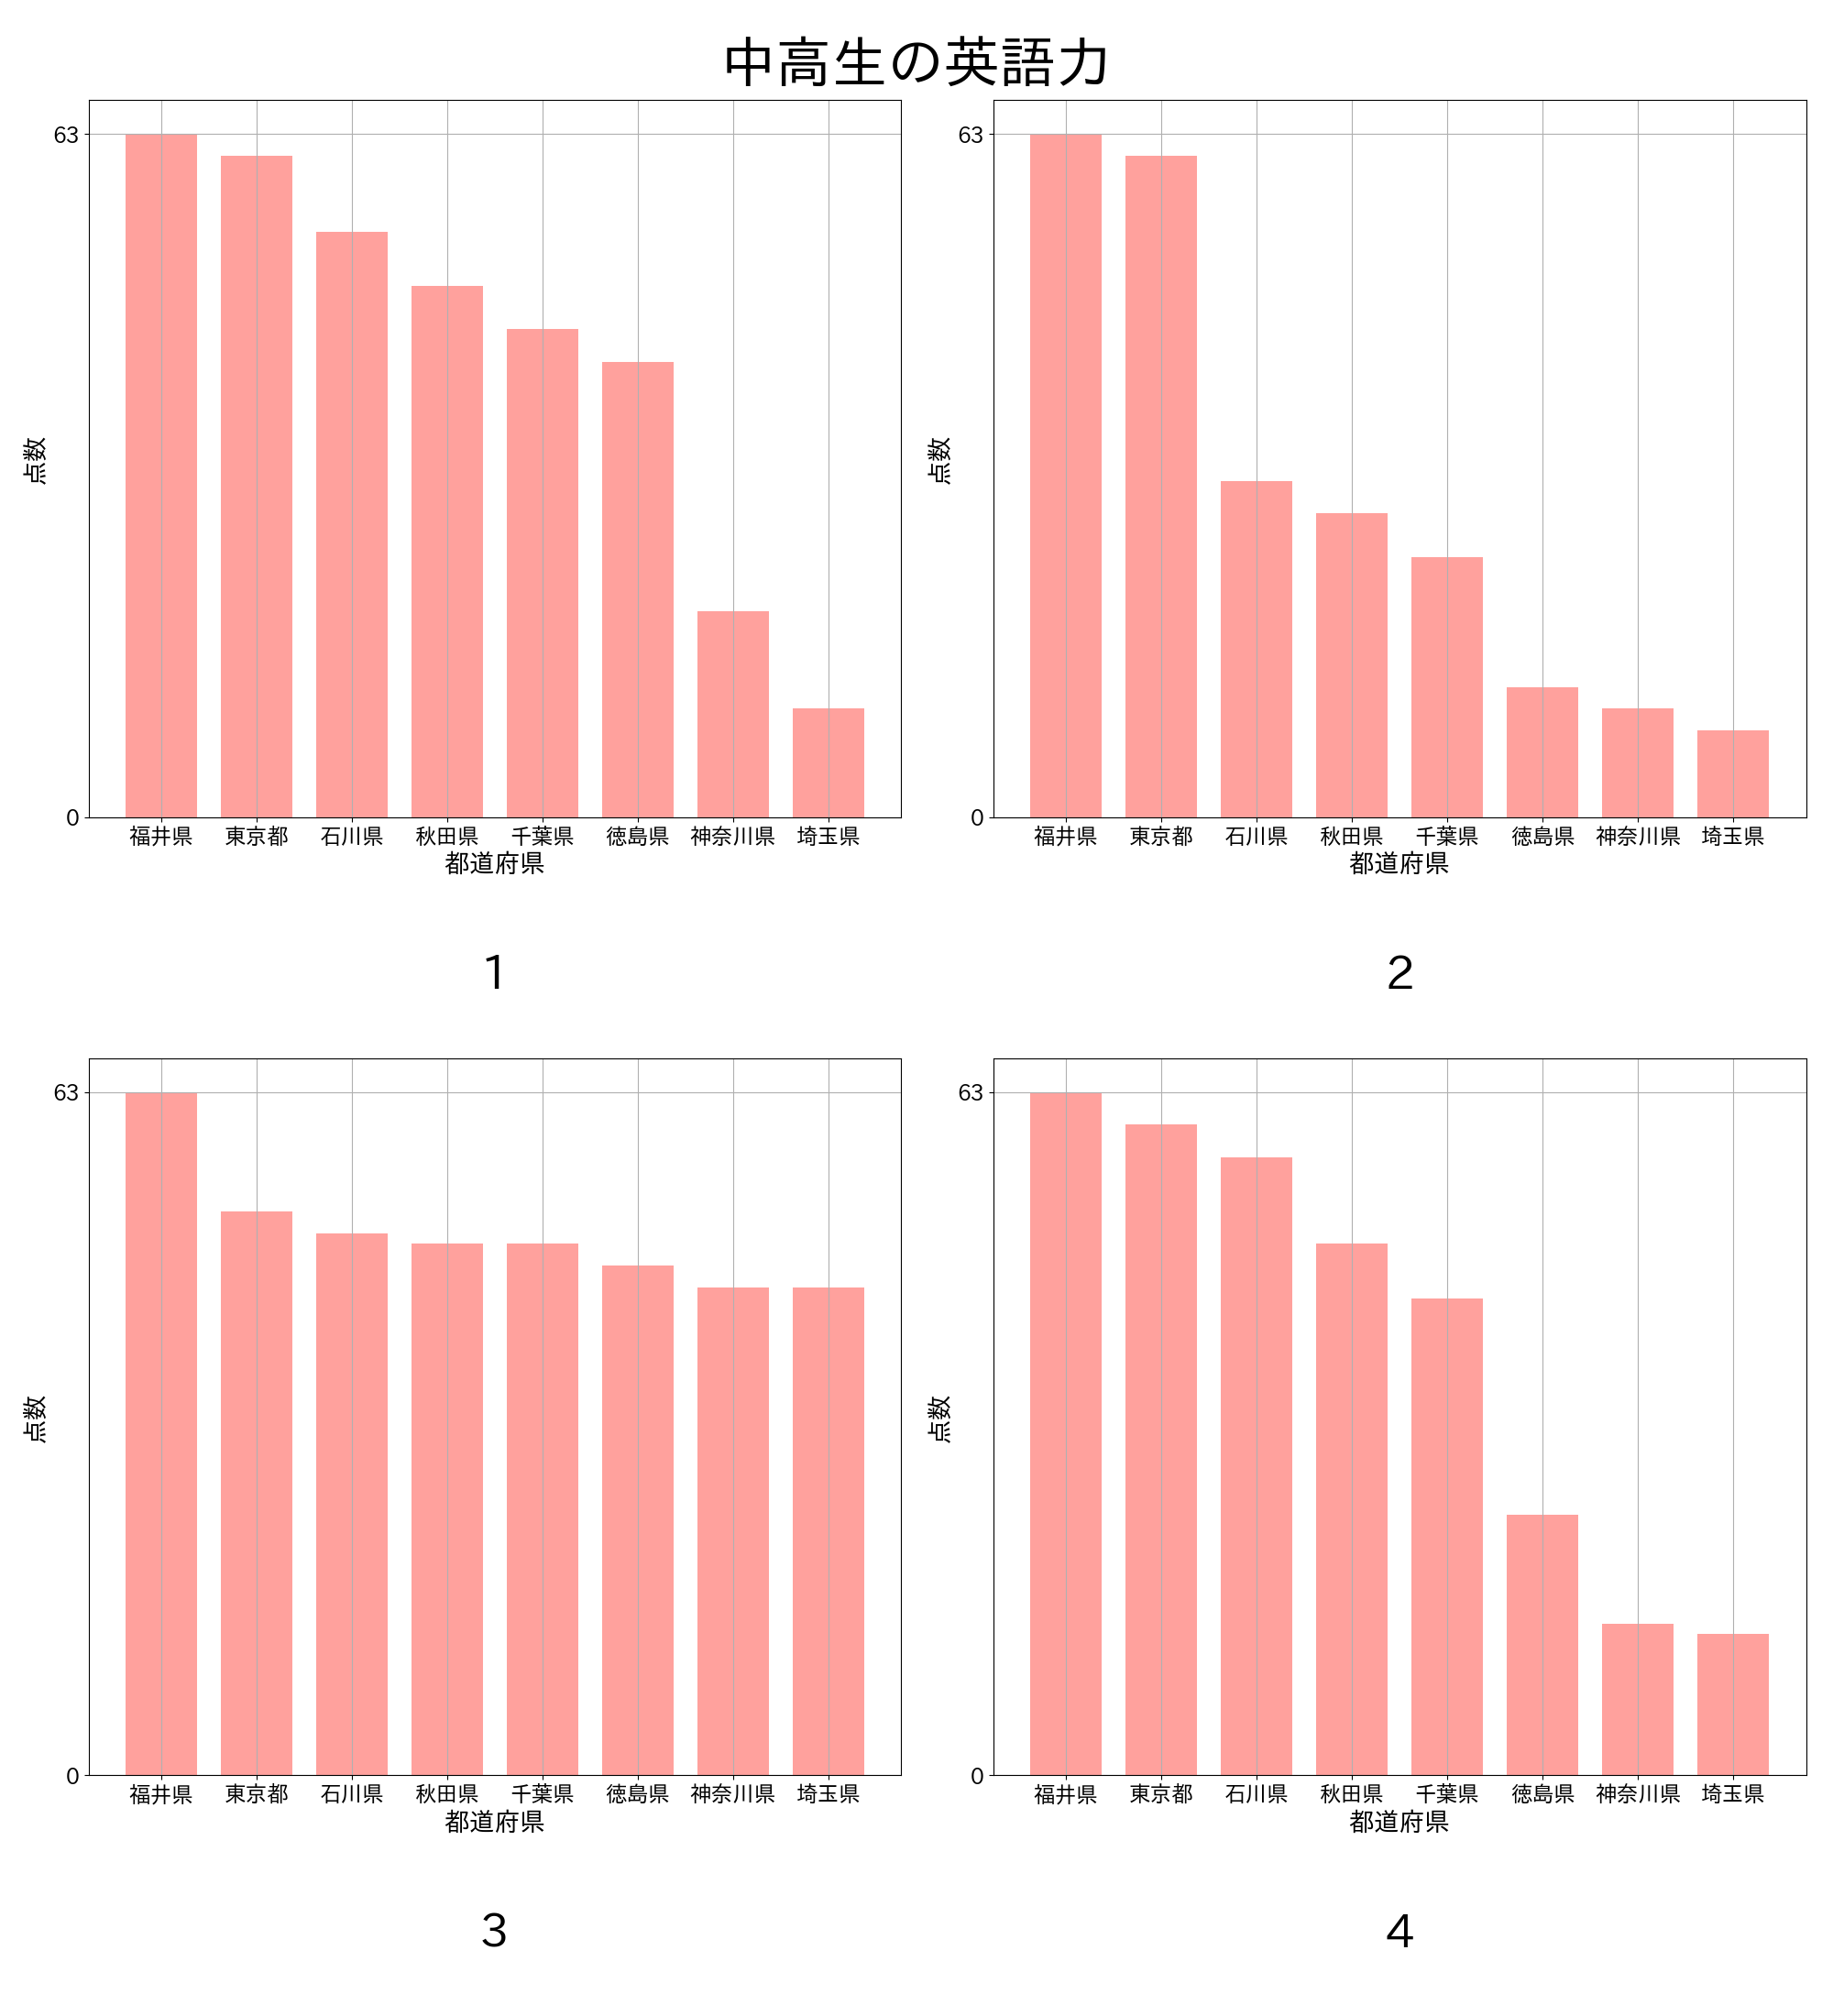 中高生の英語力
63
0
点数
福井県 東京都 石川県 秋田県 千葉県 徳島県 神奈川県 埼玉県
都道府県
1
63
0
点数
福井県 東京都 石川県 秋田県 千葉県 徳島県 神奈川県 埼玉県
都道府県
2
63
0
点数
福井県 東京都 石川県 秋田県 千葉県 徳島県 神奈川県 埼玉県
都道府県
3
63
0
点数
福井県 東京都 石川県 秋田県 千葉県 徳島県 神奈川県 埼玉県
都道府県
4